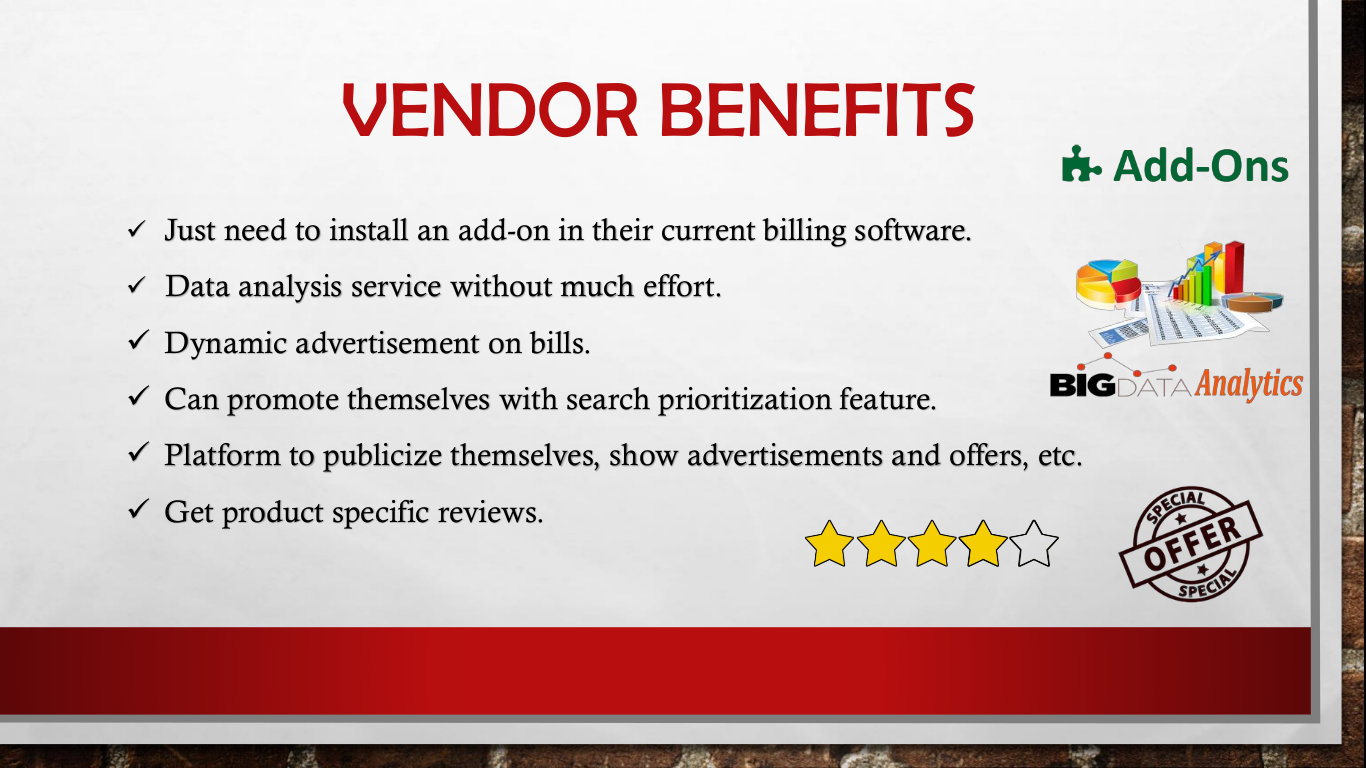 VENDOR BENEFITS
Add-Ons
✓ Just need to install an add-on in their current billing software.
✓ Data analysis service without much effort.
✓ Dynamic advertisement on bills.
BIGDATA Analytics
✓ Can promote themselves with search prioritization feature.
✓ Platform to publicize themselves, show advertisements and offers, etc.
✓ Get product specific reviews.
SPECIAL
OFFER
SPECIAL